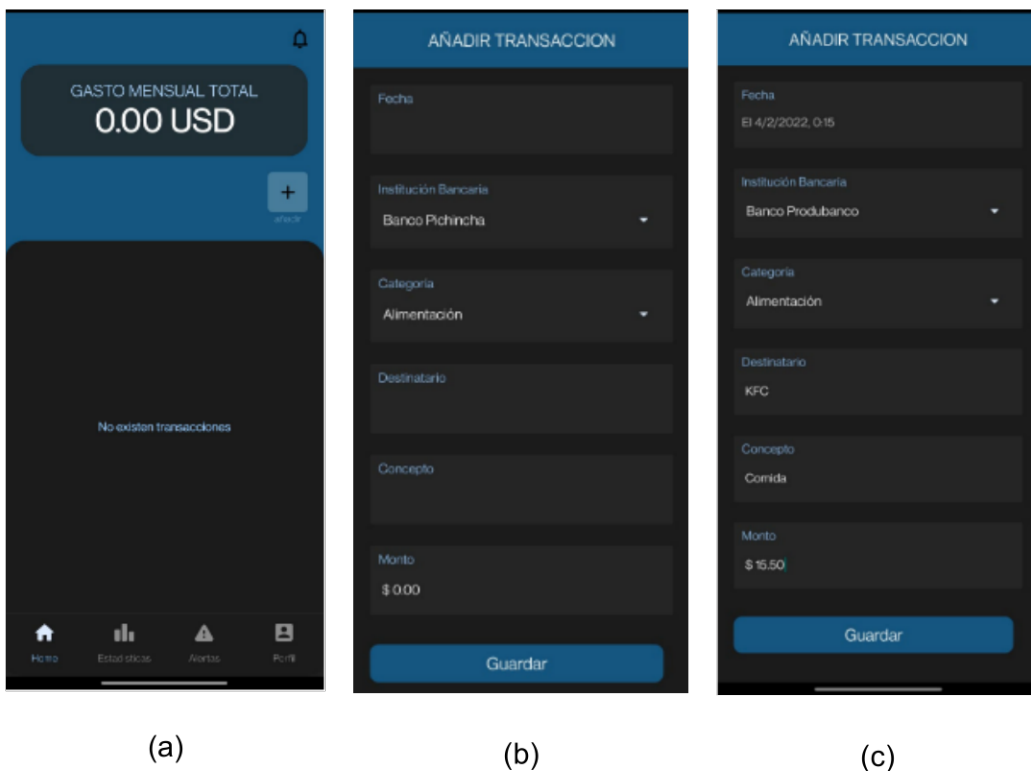 GASTO MENSUAL TOTAL
0.00 USD
añadir
No existen transacciones
Home
Estadísticas
Alertas
Perfil
(a)
AÑADIR TRANSACCION
Fecha
Institución Bancaria
Banco Pichincha
Categoría
Alimentación
Destinatario
Concepto
Monto
$ 0.00
Guardar
(b)
AÑADIR TRANSACCION
Fecha
El 4/2/2022, 0:15
Institución Bancaria
Banco Produbanco
Categoría
Alimentación
Destinatario
KFC
Concepto
Comida
Monto
$ 15.50
Guardar
(c)